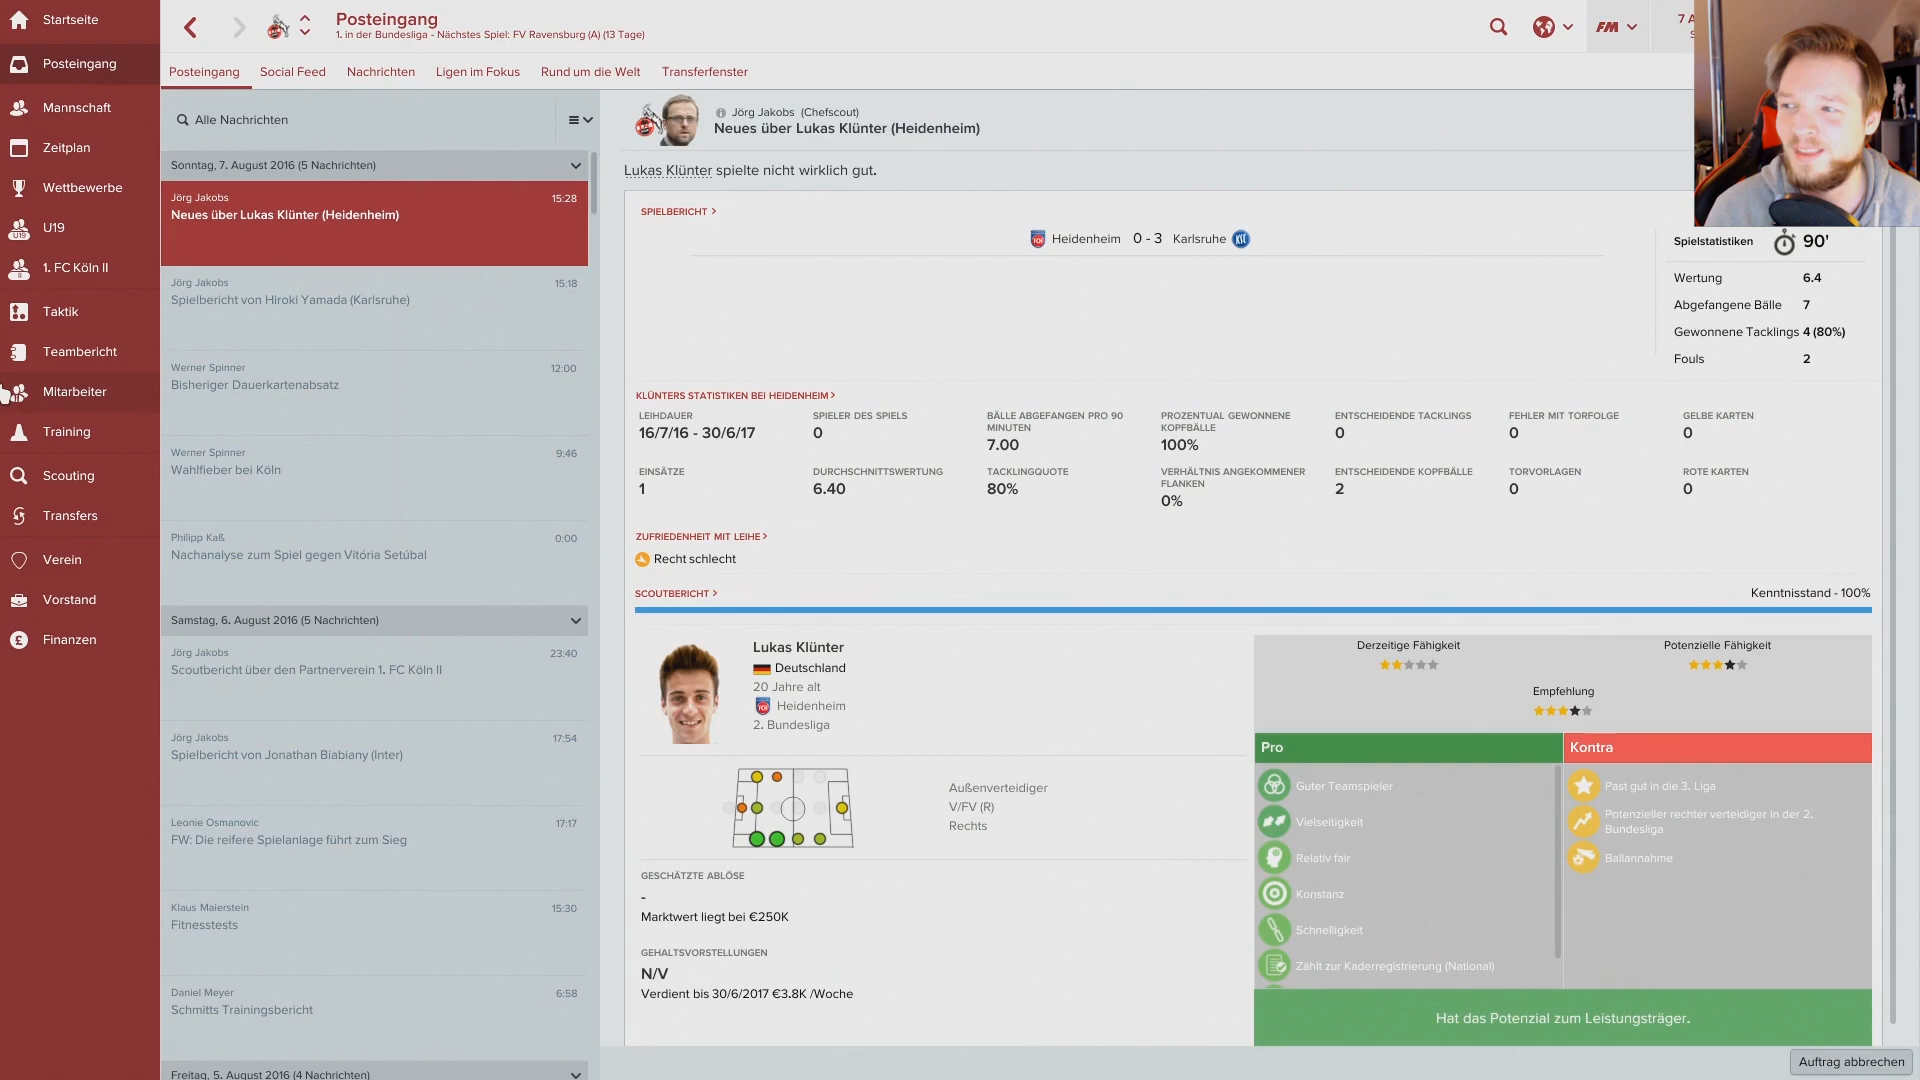 Startseite
Posteingang
Mannschaft
Zeitplan
Wettbewerbe
U19
1. FC Köln II
Taktik
Teambericht
Mitarbeiter
Training
Scouting
Transfers
Verein
Vorstand
Finanzen
Posteingang
1. in der Bundesliga - Nächstes Spiel: FV Ravensburg (A) (13 Tage)
FM
7 A
Posteingang
Social Feed
Nachrichten
Ligen im Fokus
Rund um die Welt
Transferfenster
Alle Nachrichten
Sonntag, 7. August 2016 (5 Nachrichten)
Jörg Jakobs 15:28
Neues über Lukas Klünter (Heidenheim)
Jörg Jakobs 15:18
Spielbericht von Hiroki Yamada (Karlsruhe)
Werner Spinner 12:00
Bisheriger Dauerkartenabsatz
Werner Spinner 9:46
Wahlfieber bei Köln
Philipp Kaß 0:00
Nachanalyse zum Spiel gegen Vitória Setúbal
Samstag, 6. August 2016 (5 Nachrichten)
Jörg Jakobs 23:40
Scoutbericht über den Partnerverein 1. FC Köln II
Jörg Jakobs 17:54
Spielbericht von Jonathan Biabiany (Inter)
Leonie Osmanovic 17:17
FW: Die reifere Spielanlage führt zum Sieg
Klaus Maierstein 15:30
Fitnesstests
Daniel Meyer 6:58
Schmitts Trainingsbericht
Freitag, 5. August 2016 (4 Nachrichten)
Jörg Jakobs (Chefscout)
Neues über Lukas Klünter (Heidenheim)
Lukas Klünter spielte nicht wirklich gut.
SPIELBERICHT >
Heidenheim 0 - 3 Karlsruhe KSC
Spielstatistiken 90'
Wertung 6.4
Abgefangene Bälle 7
Gewonnene Tacklings 4 (80%)
Fouls 2
KLÜNTERS STATISTIKEN BEI HEIDENHEIM >
LEIHDAUER
16/7/16 - 30/6/17
SPIELER DES SPIELS
0
BÄLLE ABGEFANGEN PRO 90
MINUTEN
7.00
PROZENTUAL GEWONNENE
KOPFBÄLLE
100%
ENTSCHEIDENDE TACKLINGS
0
FEHLER MIT TORFOLGE
0
GELBE KARTEN
0
EINSÄTZE
1
DURCHSCHNITTSWERTUNG
6.40
TACKLINGQUOTE
80%
VERHÄLTNIS ANGEKOMMENER
FLANKEN
0%
ENTSCHEIDENDE KOPFBÄLLE
2
TORVORLAGEN
0
ROTE KARTEN
0
ZUFRIEDENHEIT MIT LEIHE >
Recht schlecht
SCOUTBERICHT >
Kenntnisstand - 100%
Lukas Klünter
Deutschland
20 Jahre alt
Heidenheim
2. Bundesliga
Außenverteidiger
V/FV (R)
Rechts
GESCHÄTZTE ABLÖSE
-
Marktwert liegt bei €250K
GEHALTSVORSTELLUNGEN
N/V
Verdient bis 30/6/2017 €3.8K /Woche
Derzeitige Fähigkeit
Potenzielle Fähigkeit
Empfehlung
Pro
Guter Teamspieler
Vielseitigkeit
Relativ fair
Konstanz
Schnelligkeit
Zählt zur Kaderregistrierung (National)
Kontra
Past gut in die 3. Liga
Potenzieller rechter verteidiger in der 2.
Bundesliga
Ballannahme
Hat das Potenzial zum Leistungsträger.
Auftrag abbrechen